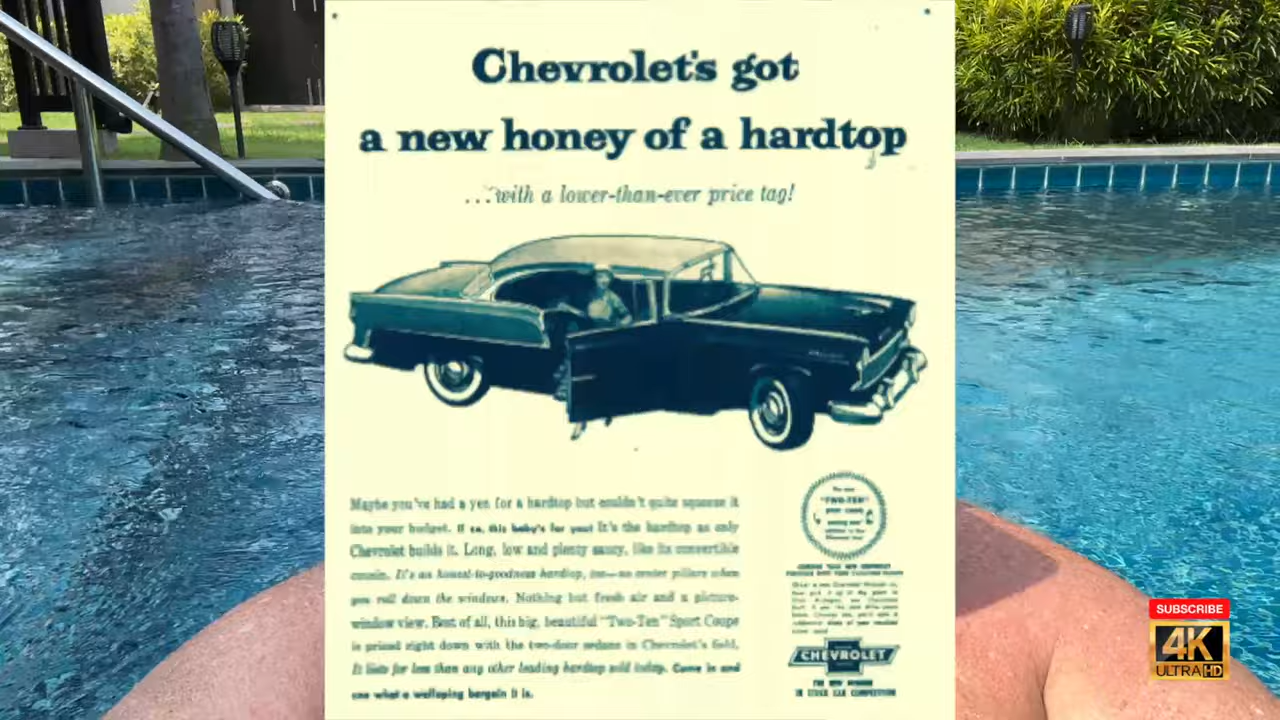 Chevrolet's got
a new honey of a hardtop
...with a lower-than-ever price tag!
Maybe you've had a yen for a hardtop but couldn't quite squeeze it
into your budget. If so, this baby's for you! It's the hardtop as only
Chevrolet builds it. Long, low and plenty saucy, like its convertible
cousin. It's an honest-to-goodness hardtop, too—no center pillars when
you roll down the windows. Nothing but fresh air and a picture-
window view. Best of all, this big, beautiful "Two-Ten" Sport Coupe
is priced right down with the two-door sedans in Chevrolet's field.
It lists for less than any other leading hardtop sold today. Come in and
see what a walloping bargain it is.
"TWO-TEN"
CHEVROLET
IN STOCK CAR COMPETITION
SUBSCRIBE
4K
ULTRA HD